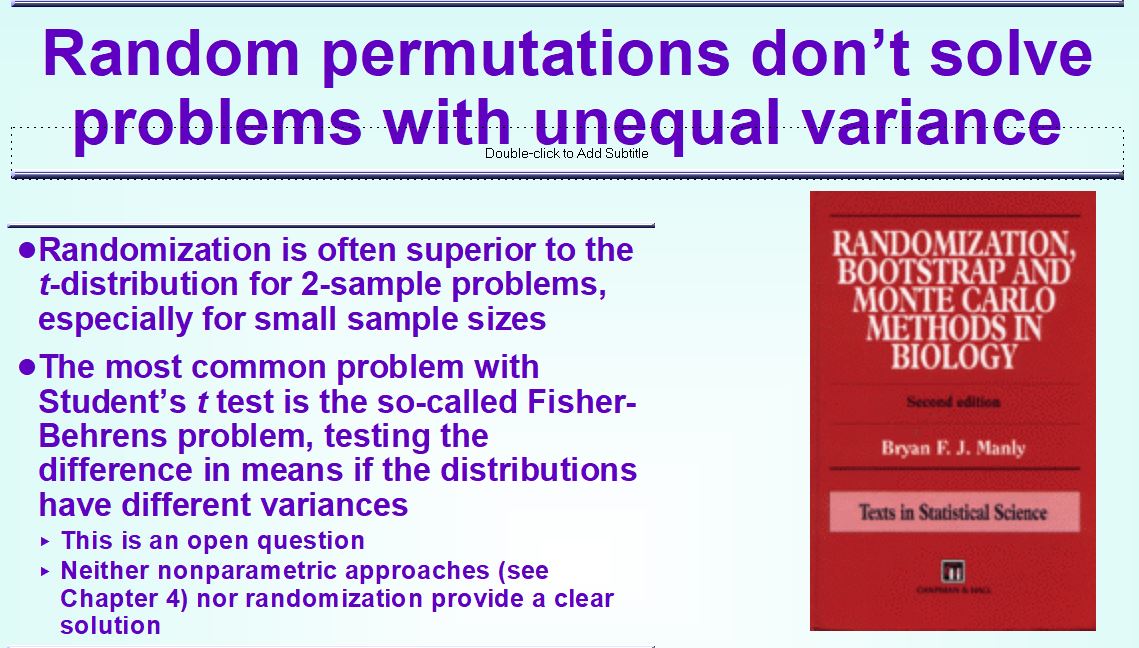 Random permutations don’t solve
problems with unequal variance
Double-click to Add Subtitle
●Randomization is often superior to the
t-distribution for 2-sample problems,
especially for small sample sizes
●The most common problem with
Student’s t test is the so-called Fisher-
Behrens problem, testing the
difference in means if the distributions
have different variances
▸ This is an open question
▸ Neither nonparametric approaches (see
Chapter 4) nor randomization provide a clear
solution
RANDOMIZATION,
BOOTSTRAP AND
MONTE CARLO
METHODS IN
BIOLOGY
Second edition
Bryan F. J. Manly
Texts in Statistical Science
CHAPMAN & HALL